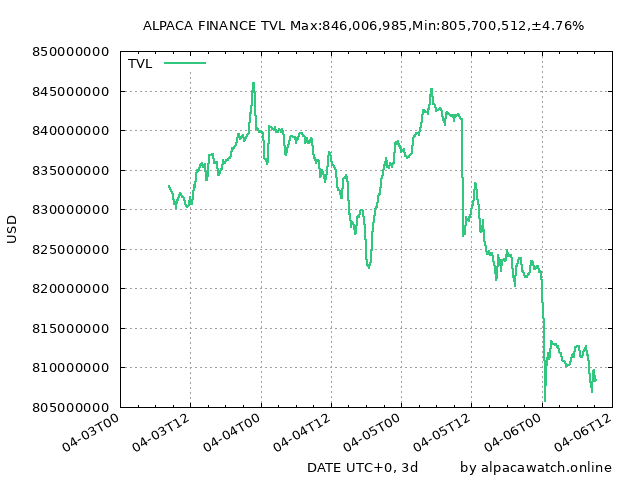 ALPACA FINANCE TVL Max:846,006,985,Min:805,700,512,±4.76%
TVL
850000000
845000000
840000000
835000000
830000000
825000000
820000000
815000000
810000000
805000000
USD
04-03T00
04-03T12
04-04T00
04-04T12
04-05T00
04-05T12
04-06T00
04-06T12
DATE UTC+0, 3d
by alpacawatch.online